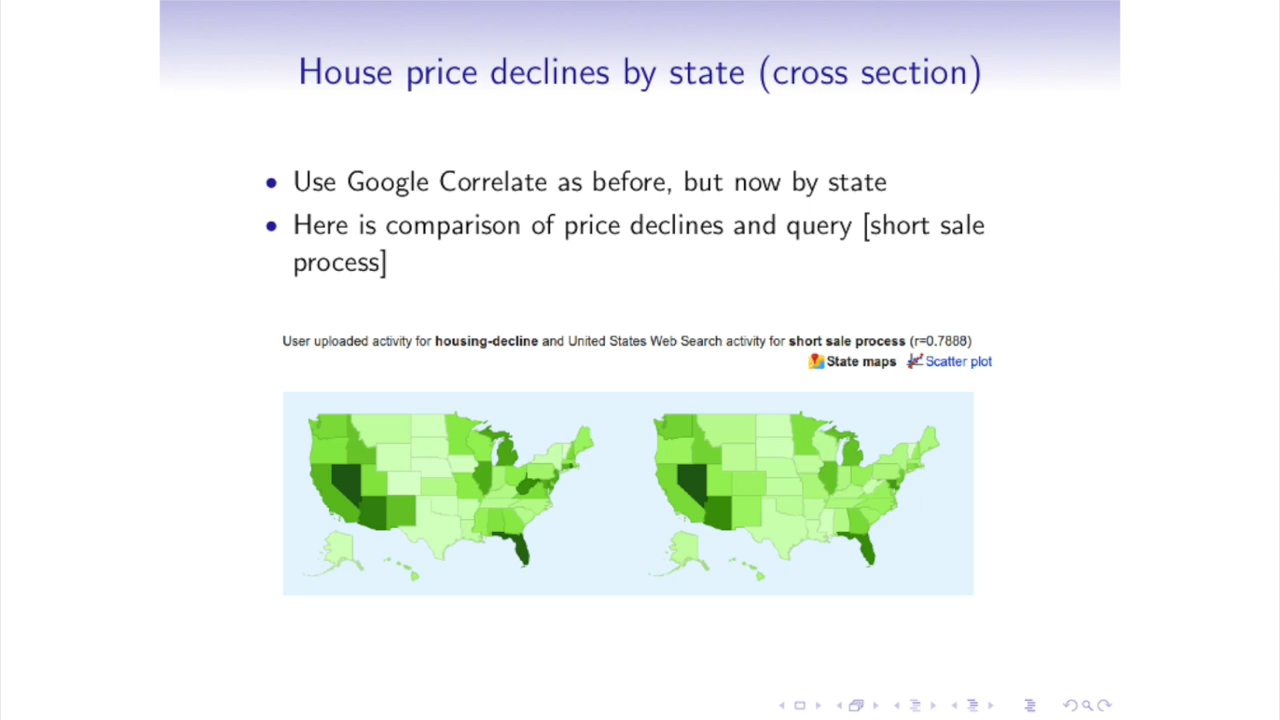 House price declines by state (cross section)
Use Google Correlate as before, but now by state
Here is comparison of price declines and query [short sale
process]
User uploaded activity for housing-decline and United States Web Search activity for short sale process (r=0.7888)
State maps Scatter plot